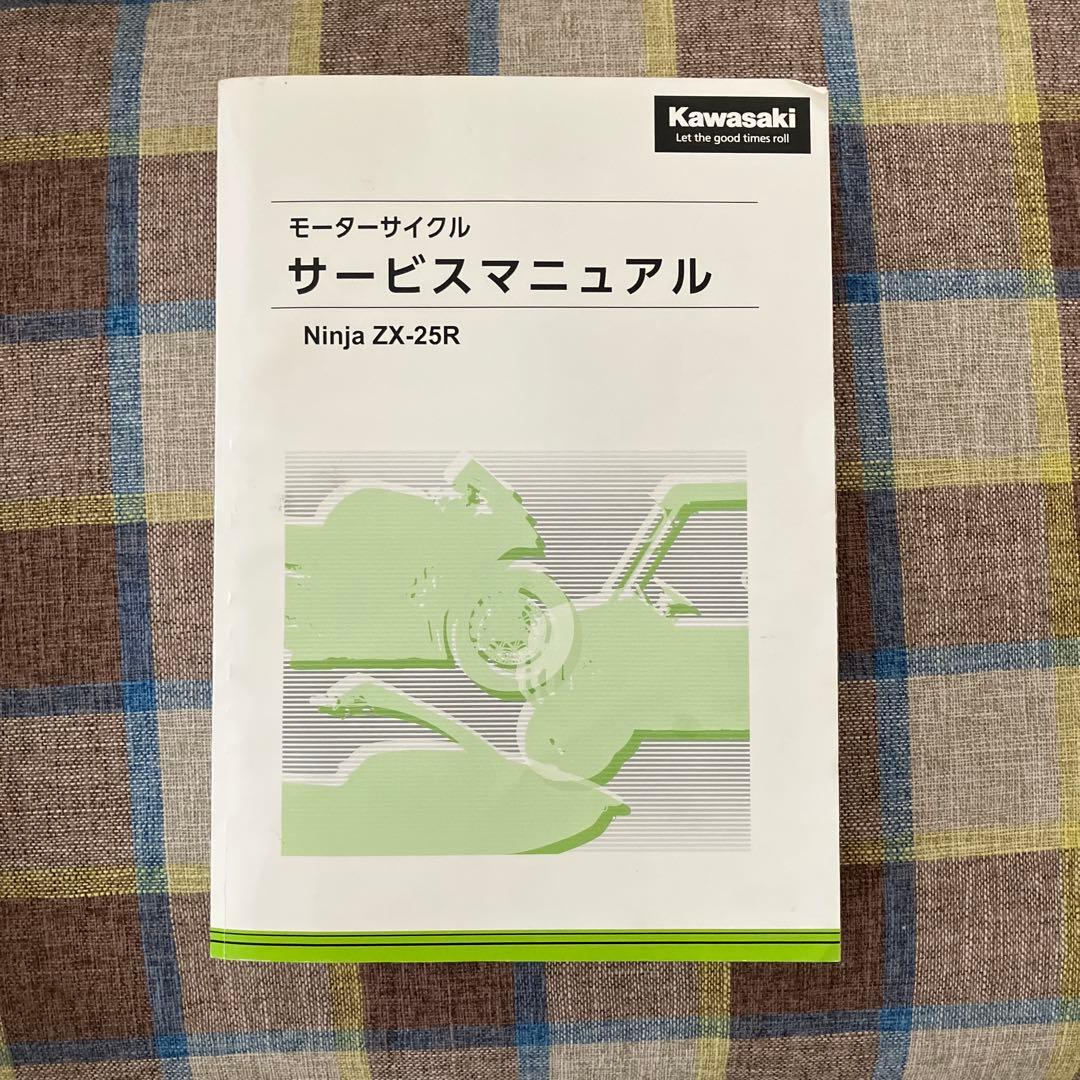 Kawasaki
Let the good times roll
モーターサイクル
サービスマニュアル
Ninja ZX-25R